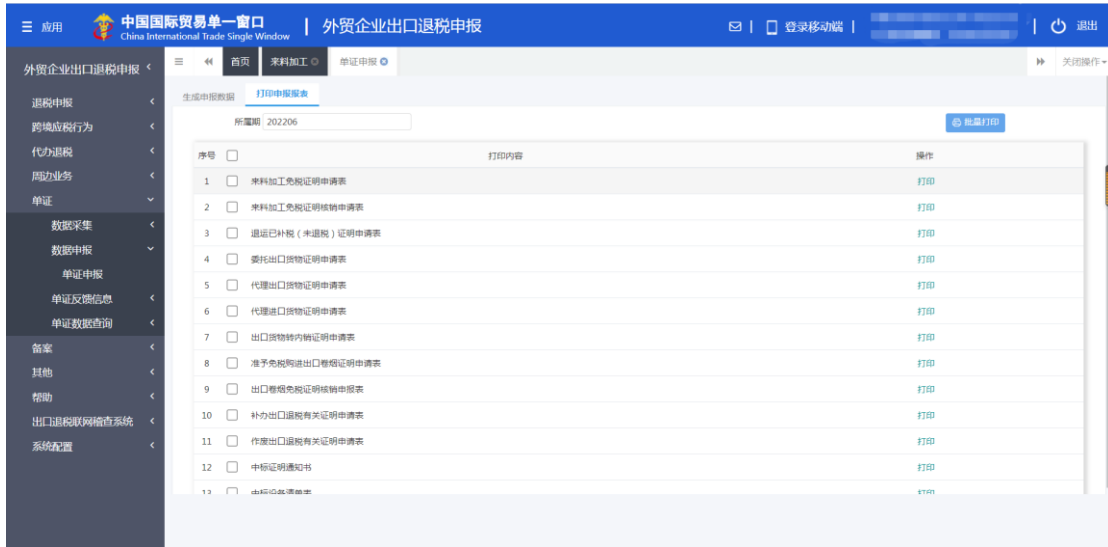 应用
中国国际贸易单一窗口
China International Trade Single Window
外贸企业出口退税申报
登录移动端
退出
外贸企业出口退税申报
首页
来料加工
单证申报
关闭操作
退税申报
跨境应税行为
代办退税
周边业务
单证
数据采集
数据申报
单证申报
单证反馈信息
单证数据查询
备案
其他
帮助
出口退税联网稽查系统
系统配置
生成申报数据 打印申报报表
所属期 202206 批量打印
序号 打印内容 操作
1 来料加工免税证明申请表 打印
2 来料加工免税证明核销申请表 打印
3 退运已补税（未退税）证明申请表 打印
4 委托出口货物证明申请表 打印
5 代理出口货物证明申请表 打印
6 代理进口货物证明申请表 打印
7 出口货物转内销证明申请表 打印
8 准予免税购进出口卷烟证明申请表 打印
9 出口卷烟免税证明核销申报表 打印
10 补办出口退税有关证明申请表 打印
11 作废出口退税有关证明申请表 打印
12 中标证明通知书 打印
13 中标设备清单表 打印